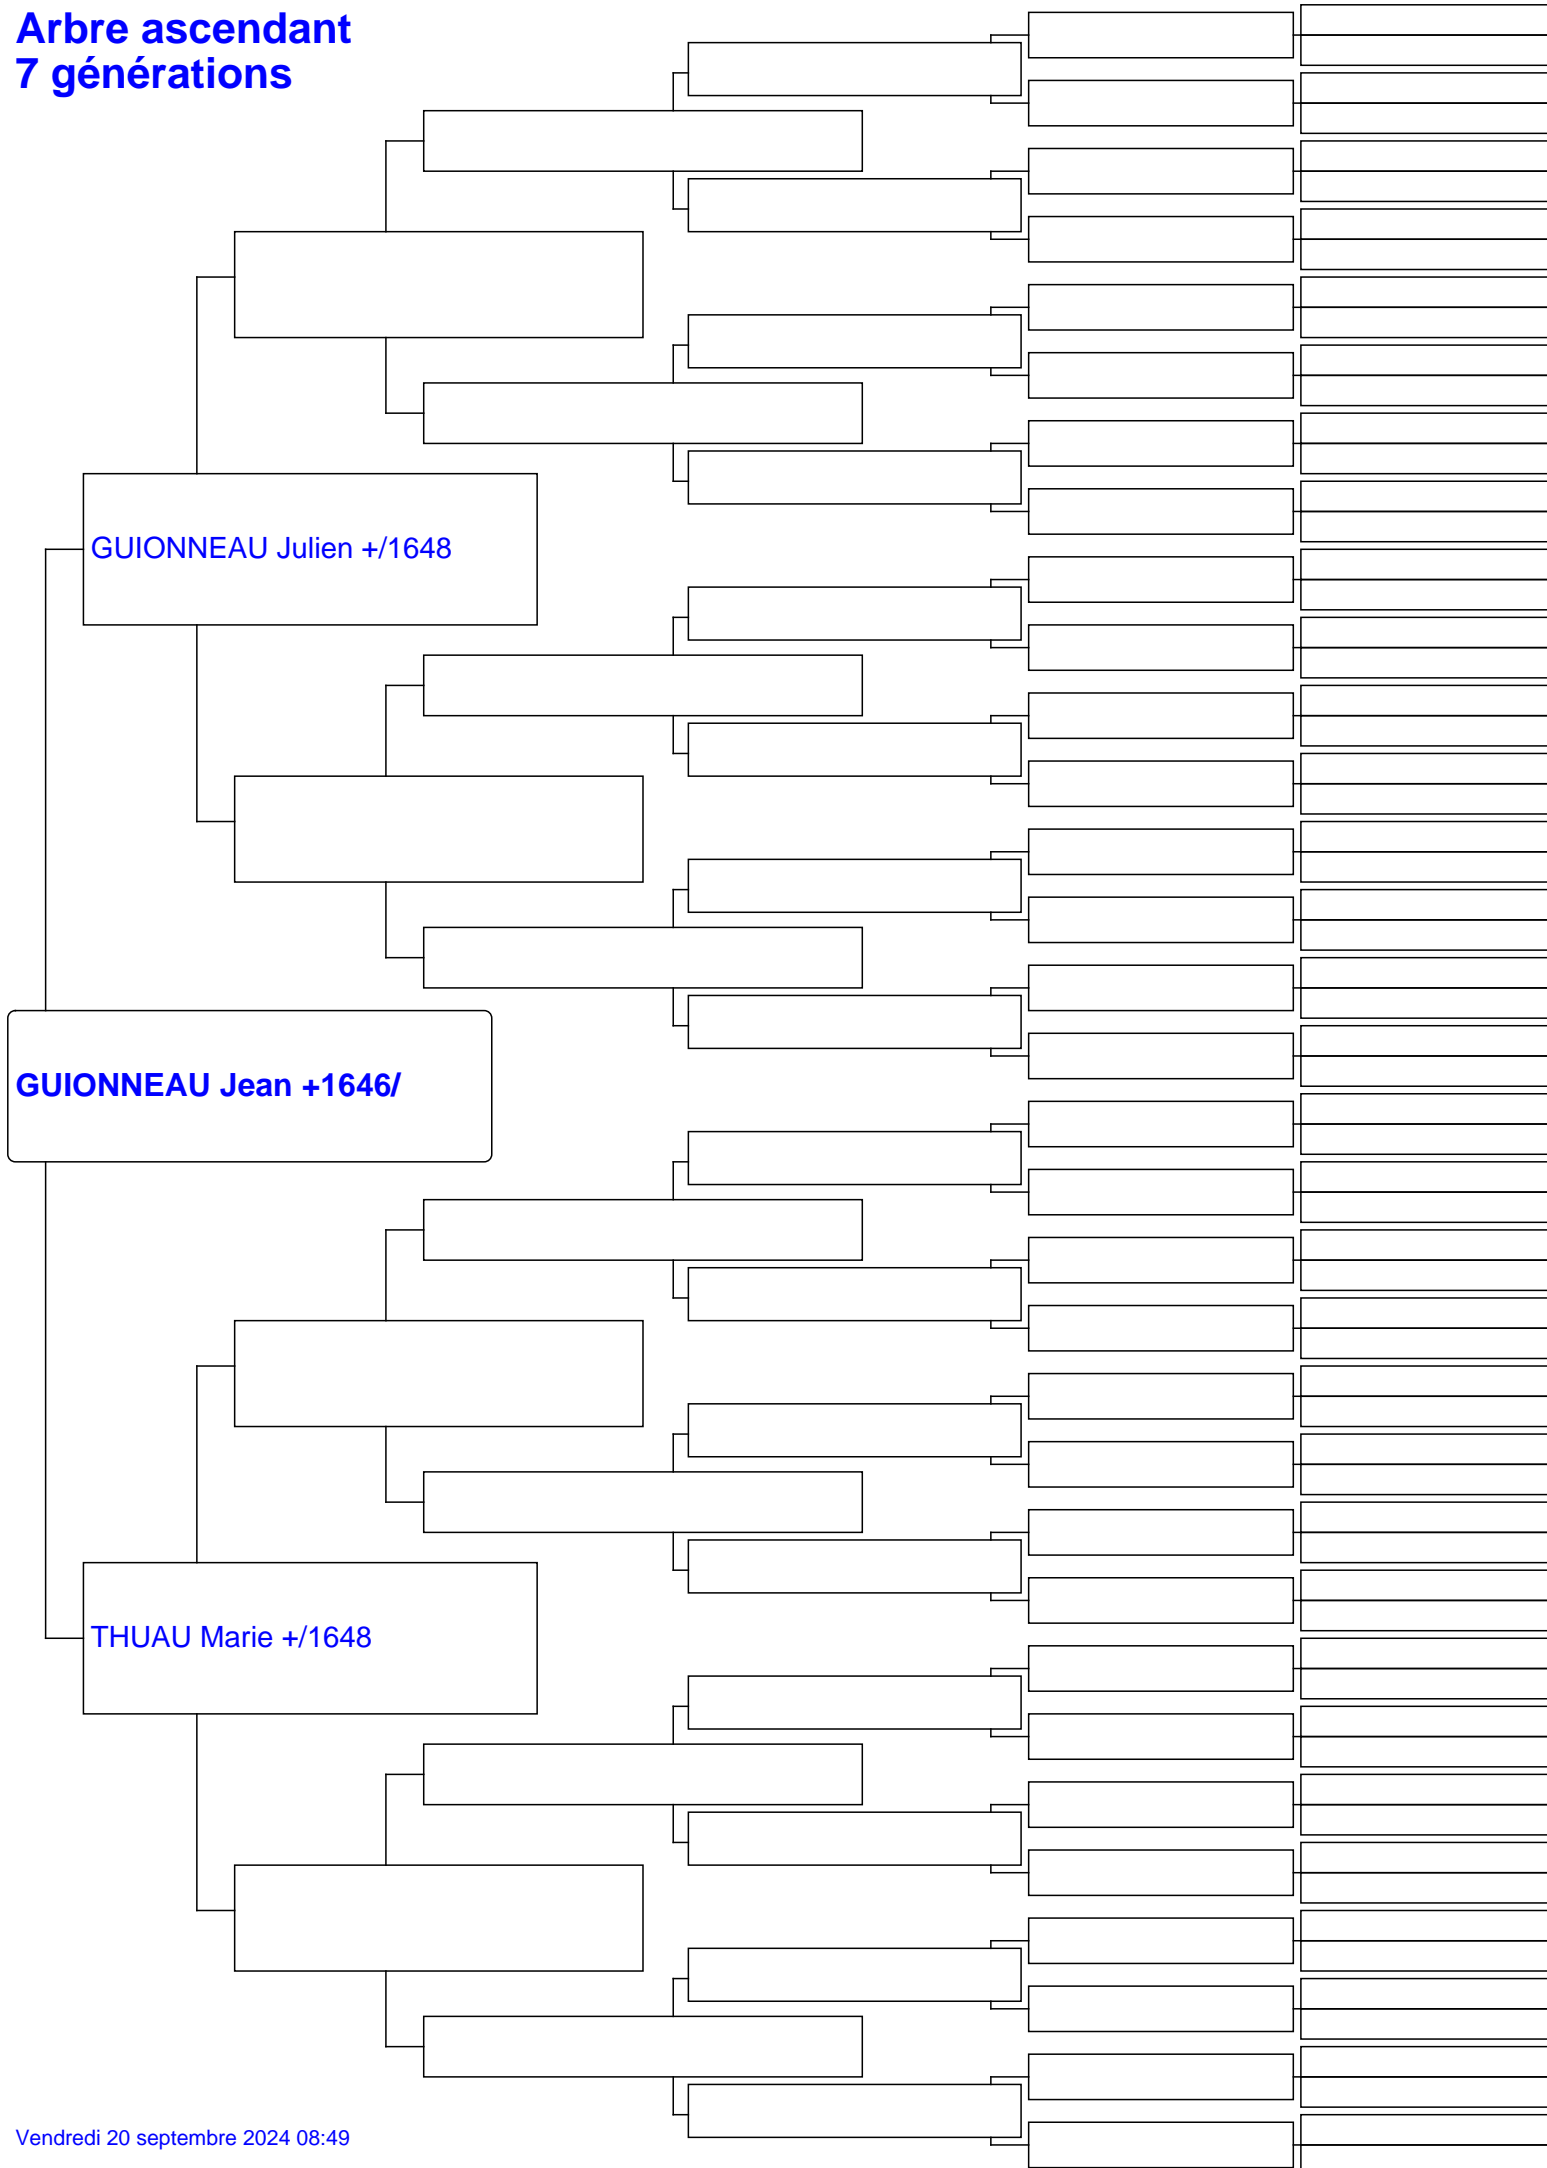 Arbre ascendant
7 générations
GUIONNEAU Julien +/1648
GUIONNEAU Jean +1646/
THUAU Marie +/1648
Vendredi 20 septembre 2024 08:49